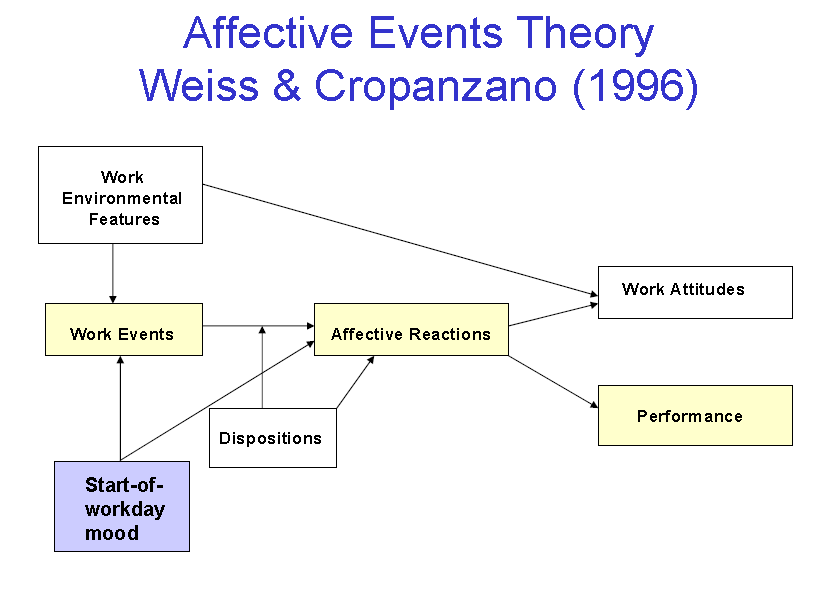 Affective Events Theory
Weiss & Cropanzano (1996)
Work
Environmental
Features
Work Attitudes
Work Events
Affective Reactions
Performance
Dispositions
Start-of-
workday
mood